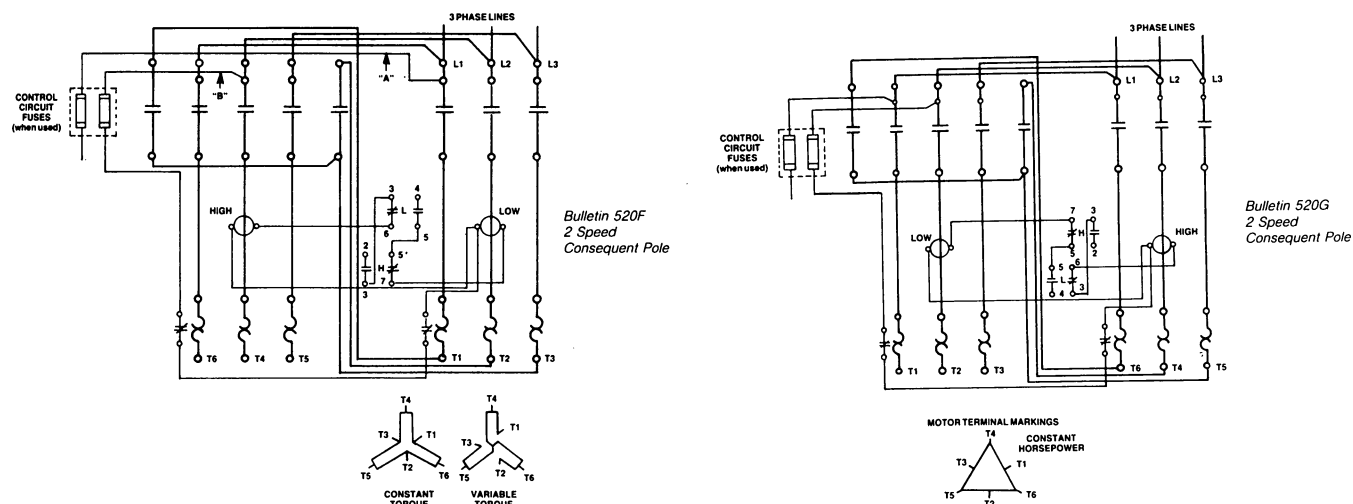 3 PHASE LINES
L1
L2
L3
"A"
"B"
CONTROL
CIRCUIT
FUSES
(when used)
3
4
L
HIGH
6
5
LOW
2
5'
H
7
3
T6
T4
T5
T1
T2
T3
Bulletin 520F
2 Speed
Consequent Pole
T4
T3
T1
T5
T2
T6
CONSTANT
TORQUE
T4
T1
T3
T2
T5
T6
VARIABLE
TORQUE
3 PHASE LINES
L1
L2
L3
CONTROL
CIRCUIT
FUSES
(when used)
7
3
H
LOW
5
2
HIGH
5
6
L
4
3
T1
T2
T3
T6
T4
T5
Bulletin 520G
2 Speed
Consequent Pole
MOTOR TERMINAL MARKINGS
T4
CONSTANT
HORSEPOWER
T3
T1
T5
T6
T2